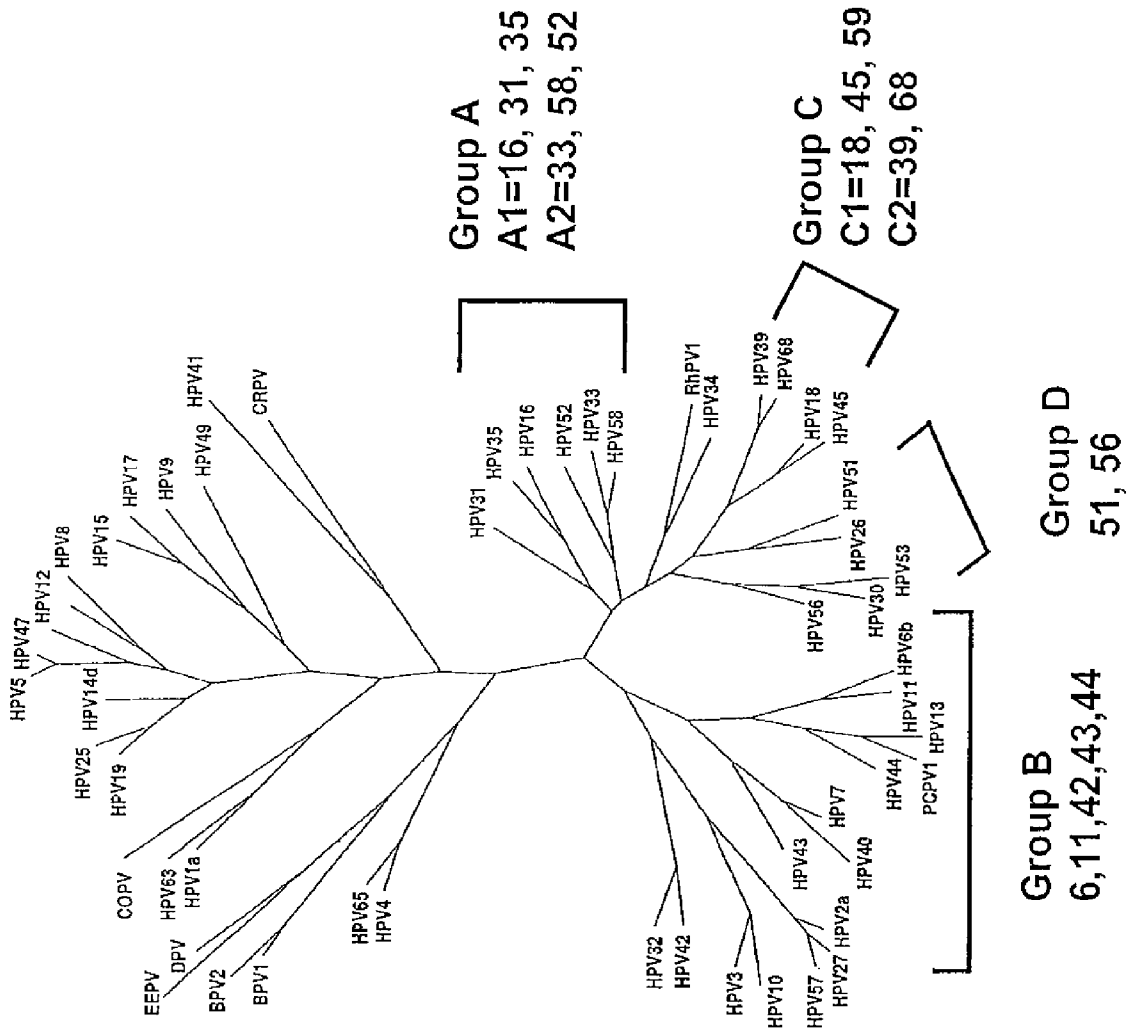 HPV5
HPV47
HPV12
HPV8
HPV14d
HPV25
HPV19
HPV15
HPV17
HPV9
HPV49
HPV41
CRPV
COPV
HPV63
HPV1a
EEPV
DPV
BPV2
BPV1
HPV65
HPV4
HPV31
HPV35
HPV16
HPV52
HPV33
HPV58
RhPV1
HPV34
HPV39
HPV68
HPV18
HPV45
HPV51
HPV26
HPV53
HPV30
HPV56
HPV6b
HPV11
HPV13
PCPV1
HPV44
HPV7
HPV40
HPV43
HPV2a
HPV27
HPV57
HPV10
HPV3
HPV42
HPV32
Group A
A1=16, 31, 35
A2=33, 58, 52
Group C
C1=18, 45, 59
C2=39, 68
Group D
51, 56
Group B
6,11,42,43,44